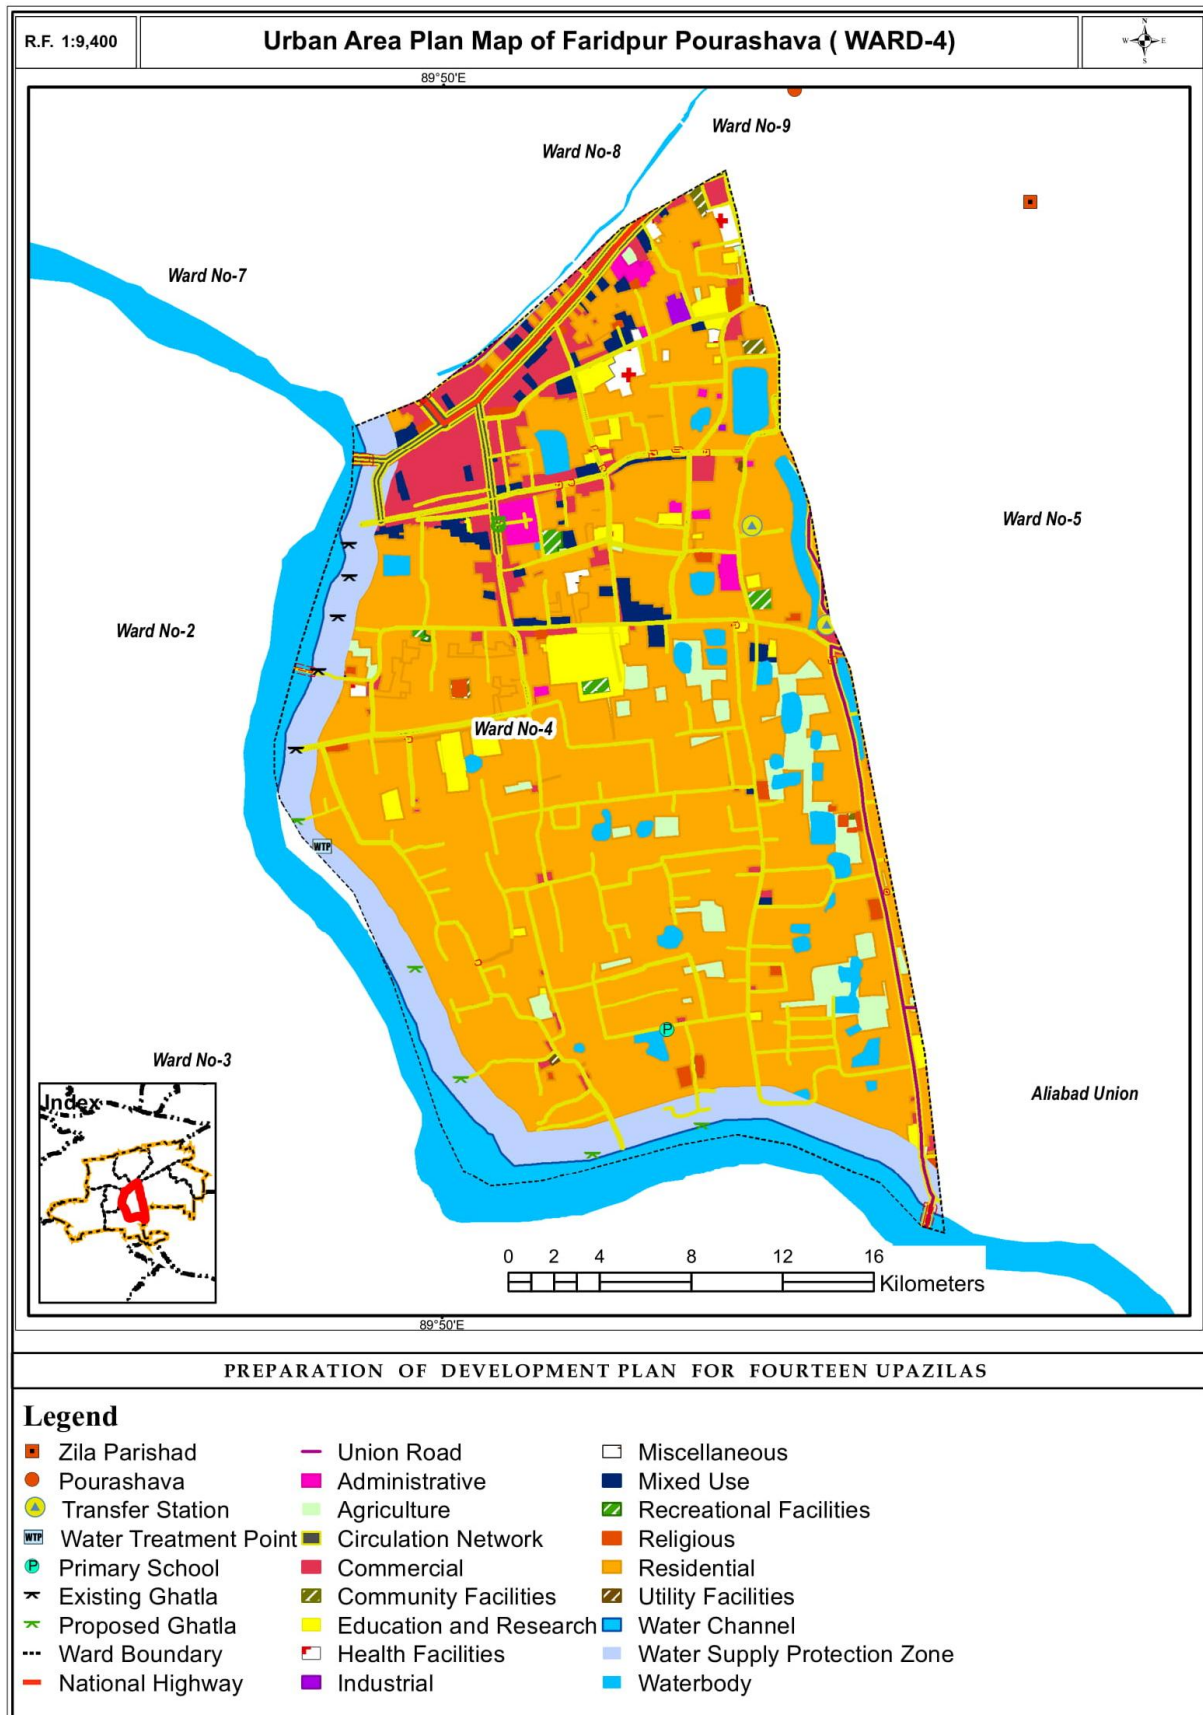 R.F. 1:9,400
Urban Area Plan Map of Faridpur Pourashava ( WARD-4)
N
W E
S
89°50'E
Ward No-9
Ward No-8
Ward No-7
Ward No-5
Ward No-2
Ward No-4
WTP
P
Ward No-3
Aliabad Union
Index
0 2 4 8 12 16
Kilometers
89°50'E
PREPARATION OF DEVELOPMENT PLAN FOR FOURTEEN UPAZILAS
Legend
Zila Parishad
Pourashava
Transfer Station
WTP Water Treatment Point
P Primary School
Existing Ghatla
Proposed Ghatla
Ward Boundary
National Highway
Union Road
Administrative
Agriculture
Circulation Network
Commercial
Community Facilities
Education and Research
Health Facilities
Industrial
Miscellaneous
Mixed Use
Recreational Facilities
Religious
Residential
Utility Facilities
Water Channel
Water Supply Protection Zone
Waterbody